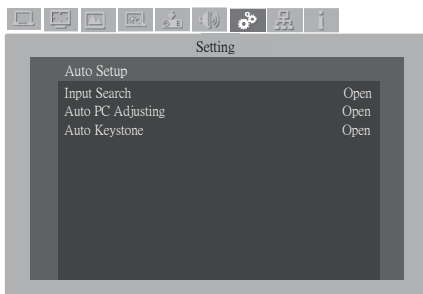 Setting
Auto Setup
Input Search Open
Auto PC Adjusting Open
Auto Keystone Open